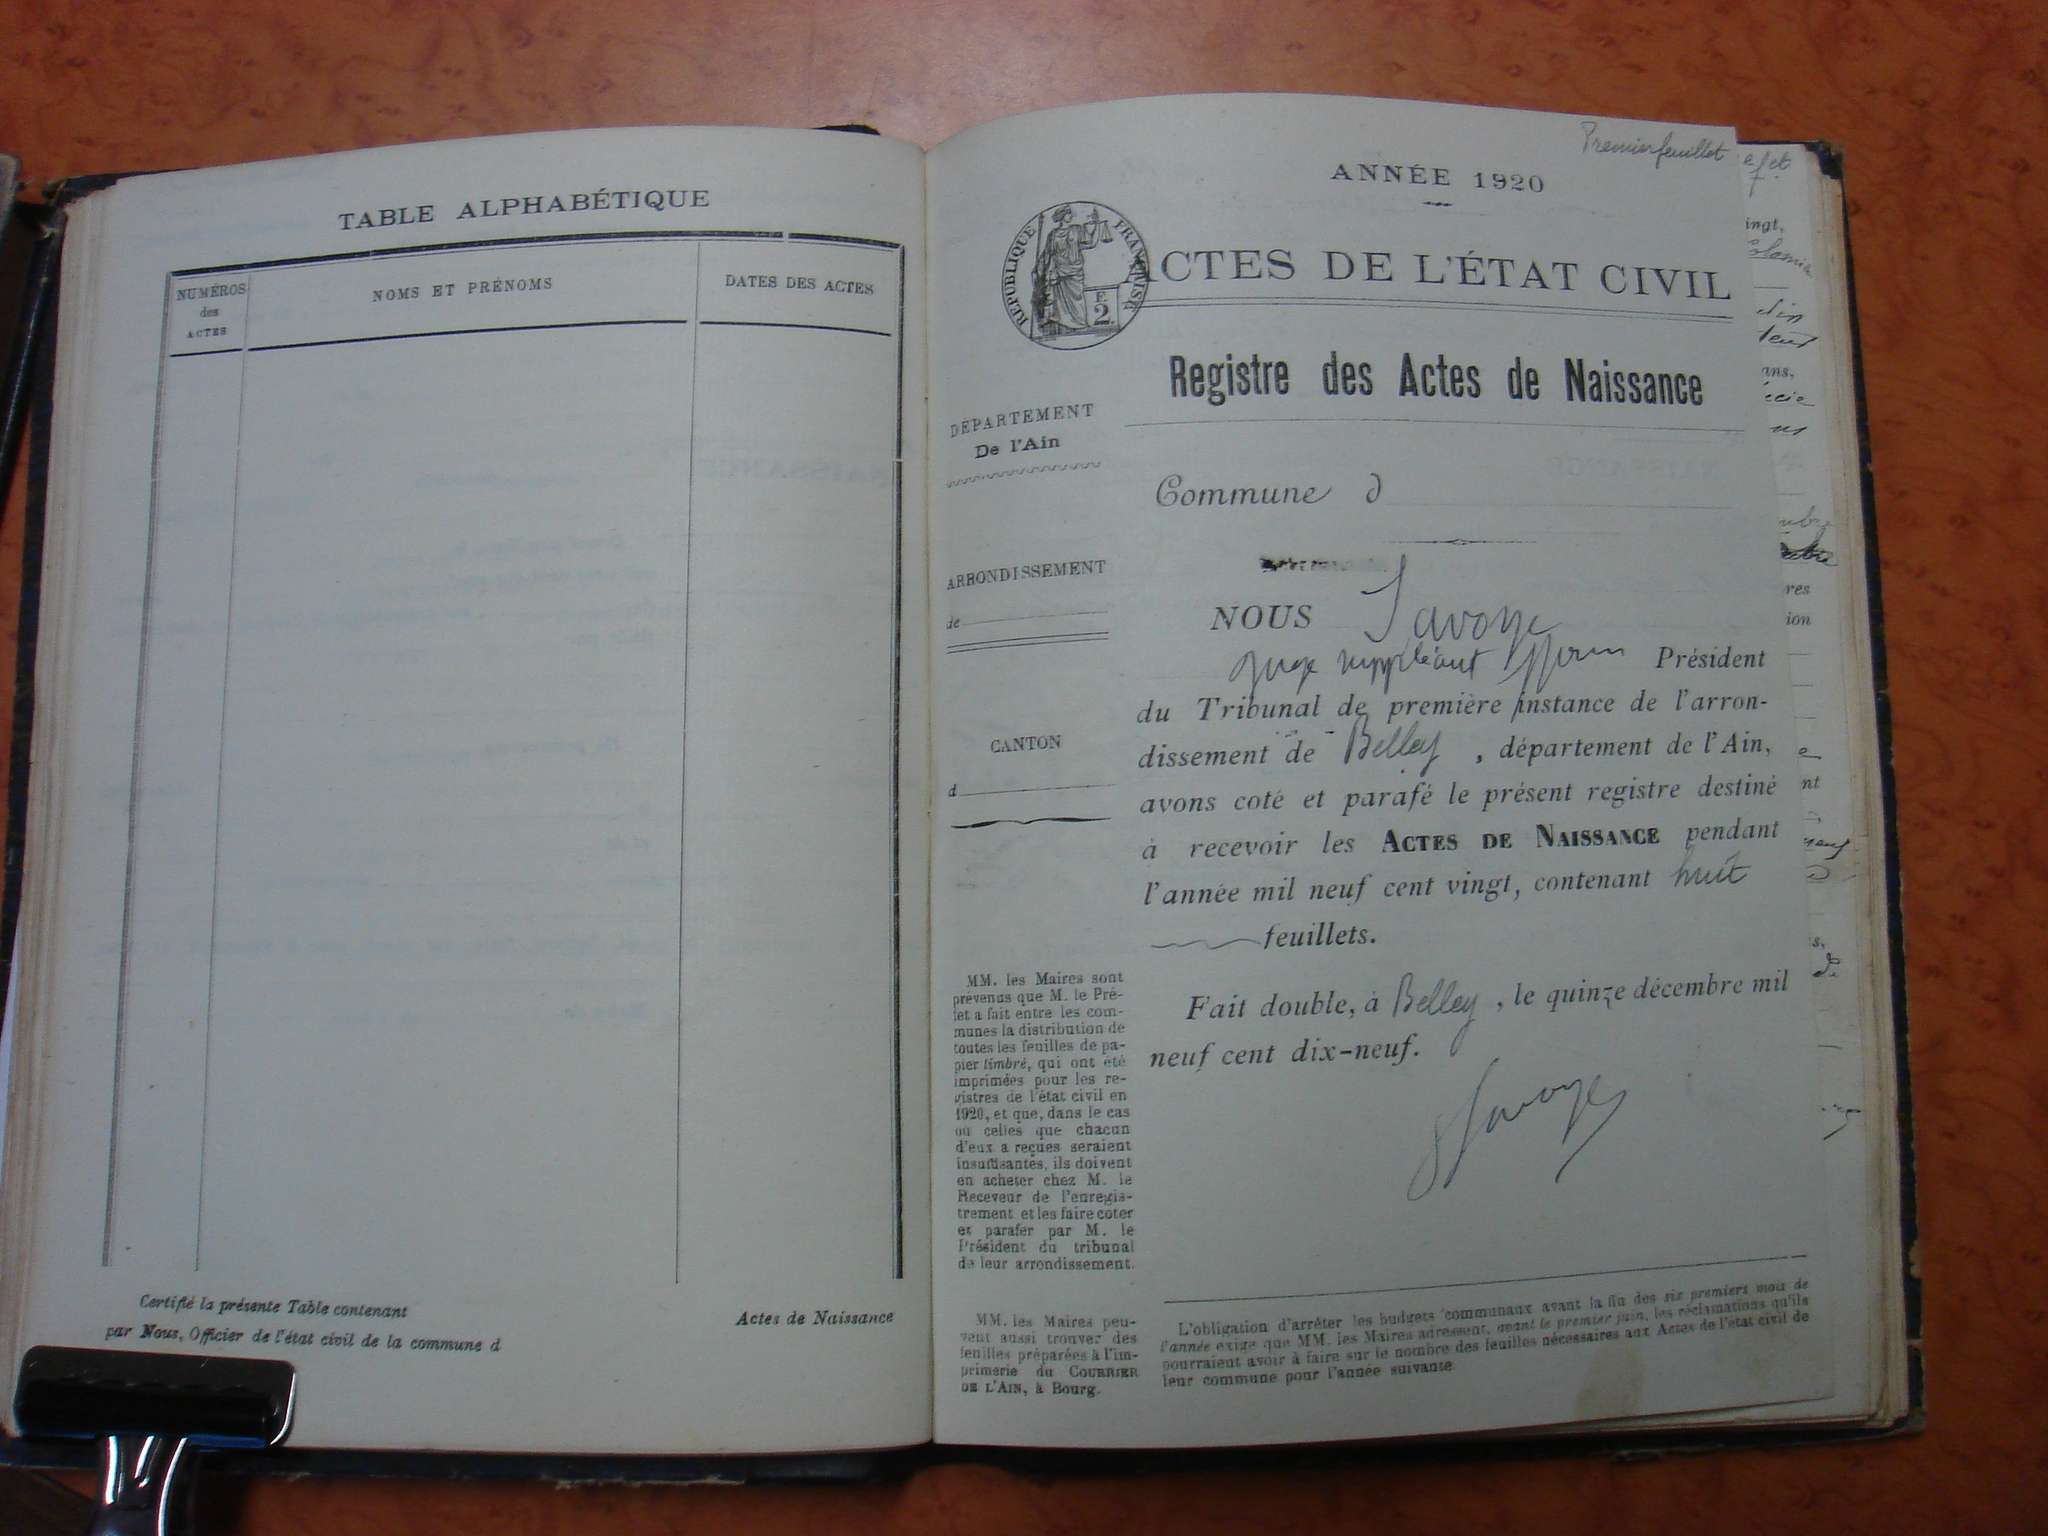 TABLE ALPHABÉTIQUE
NUMÉROS
des
ACTES
NOMS ET PRÉNOMS
DATES DES ACTES
Certifié la présente Table contenant
Actes de Naissance
par Nous, Officier de l'état civil de la commune d
Premier feuillet
ANNÉE 1920
RÉPUBLIQUE FRANÇAISE
F.
2
ACTES DE L'ÉTAT CIVIL
Registre des Actes de Naissance
DÉPARTEMENT
De l'Ain
ARRONDISSEMENT
de
CANTON
d
MM. les Maires sont
prévenus que M. le Pré-
fet a fait entre les com-
munes la distribution de
toutes les feuilles de pa-
pier timbré, qui ont été
imprimées pour les re-
gistres de l'état civil en
1920, et que, dans le cas
où celles que chacun
d'eux a reçues seraient
insuffisantes, ils doivent
en acheter chez M. le
Receveur de l'enregis-
trement et les faire coter
et parafer par M. le
Président du tribunal
de leur arrondissement.
MM. les Maires peu-
vent aussi trouver des
feuilles préparées à l'im-
primerie du COURRIER
DE L'AIN, à Bourg.
Commune d
NOUS Savoye
Juge suppléant Président
du Tribunal de première instance de l'arron-
dissement de Belley, département de l'Ain,
avons coté et parafé le présent registre destiné
à recevoir les ACTES DE NAISSANCE pendant
l'année mil neuf cent vingt, contenant huit
feuillets.
Fait double, à Belley, le quinze décembre mil
neuf cent dix-neuf.
Savoye
L'obligation d'arrêter les budgets communaux avant la fin des six premiers mois de
l'année exige que MM. les Maires adressent, avant le premier juin, les réclamations qu'ils
pourraient avoir à faire sur le nombre des feuilles nécessaires aux Actes de l'état civil de
leur commune pour l'année suivante